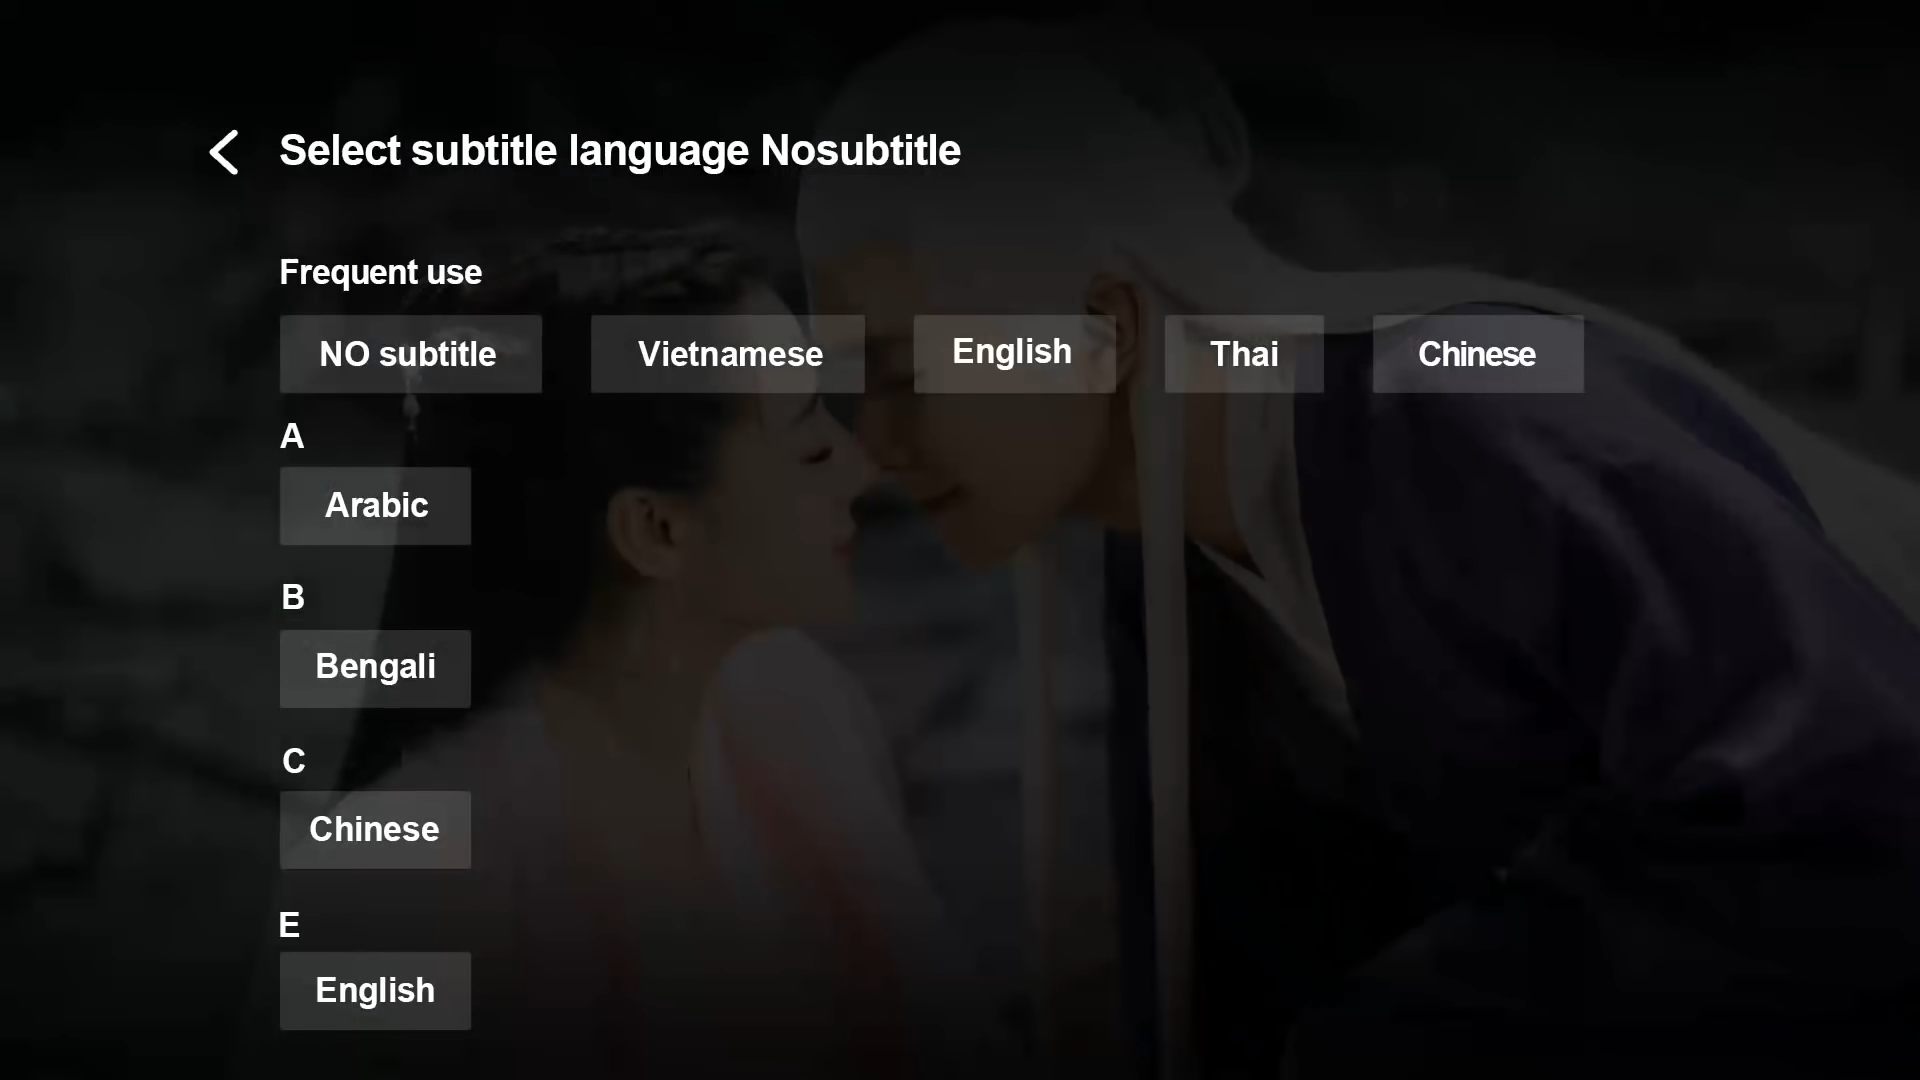 Select subtitle language Nosubtitle
Frequent use
NO subtitle Vietnamese English Thai Chinese
A
Arabic
B
Bengali
C
Chinese
E
English